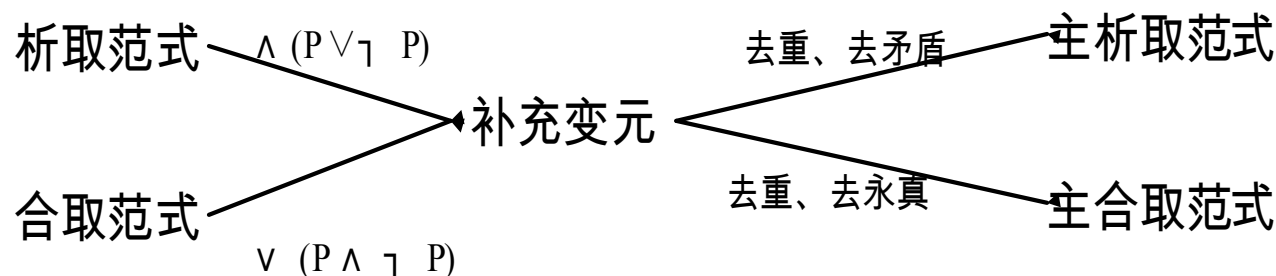 析取范式
∧ (P∨┐ P)
去重、去矛盾
主析取范式
补充变元
合取范式
∨ (P∧ ┐ P)
去重、去永真
主合取范式